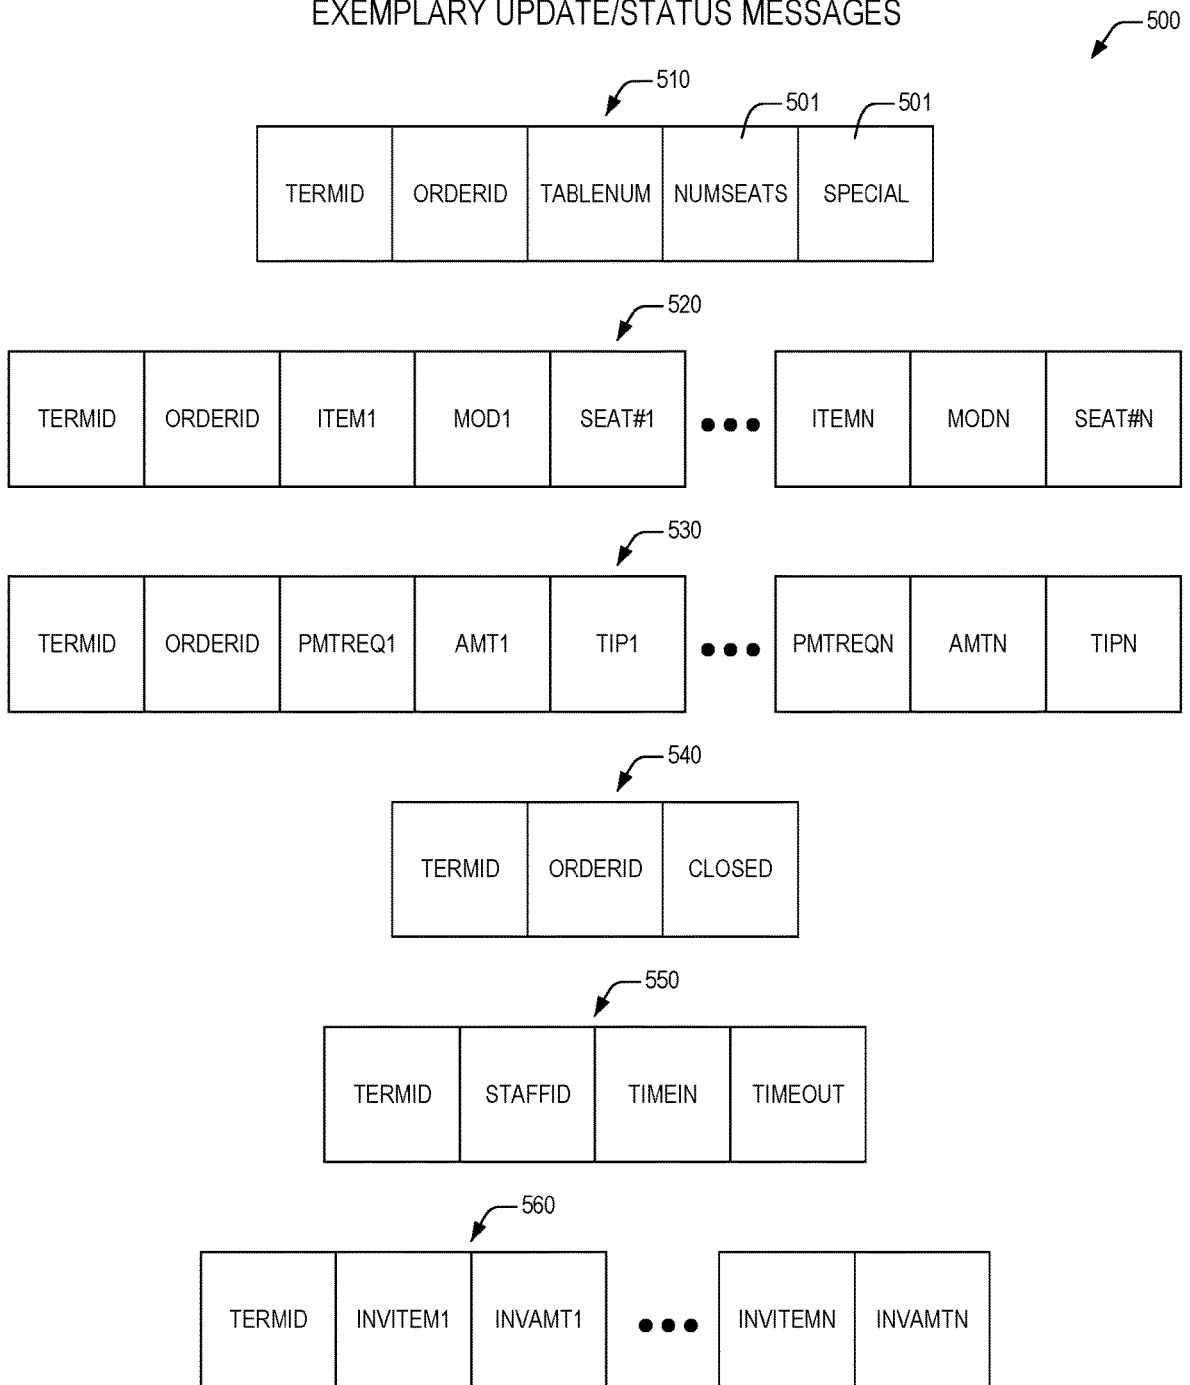 EXEMPLARY UPDATE/STATUS MESSAGES
500
510
501
501
TERMID ORDERID TABLENUM NUMSEATS SPECIAL
520
TERMID ORDERID ITEM1 MOD1 SEAT#1 ••• ITEMN MODN SEAT#N
530
TERMID ORDERID PMTREQ1 AMT1 TIP1 ••• PMTREQN AMTN TIPN
540
TERMID ORDERID CLOSED
550
TERMID STAFFID TIMEIN TIMEOUT
560
TERMID INVITEM1 INVAMT1 ••• INVITEMN INVAMTN